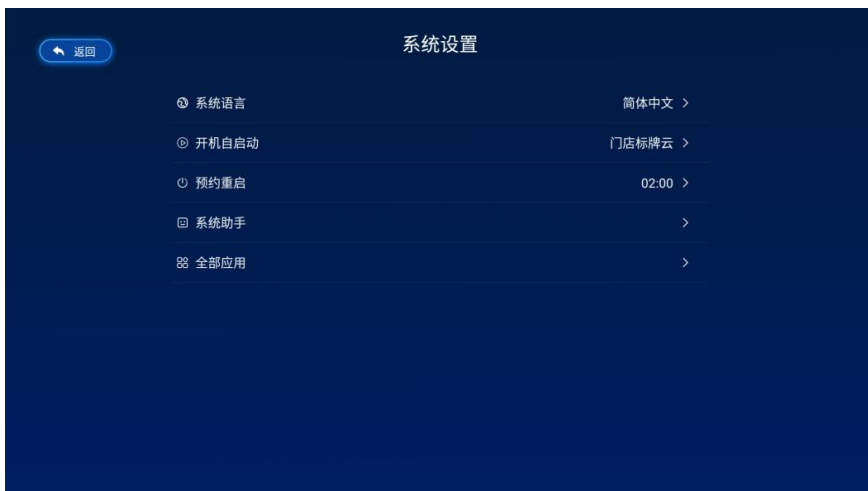 返回
系统设置
系统语言 简体中文
开机自启动 门店标牌云
预约重启 02:00
系统助手
全部应用